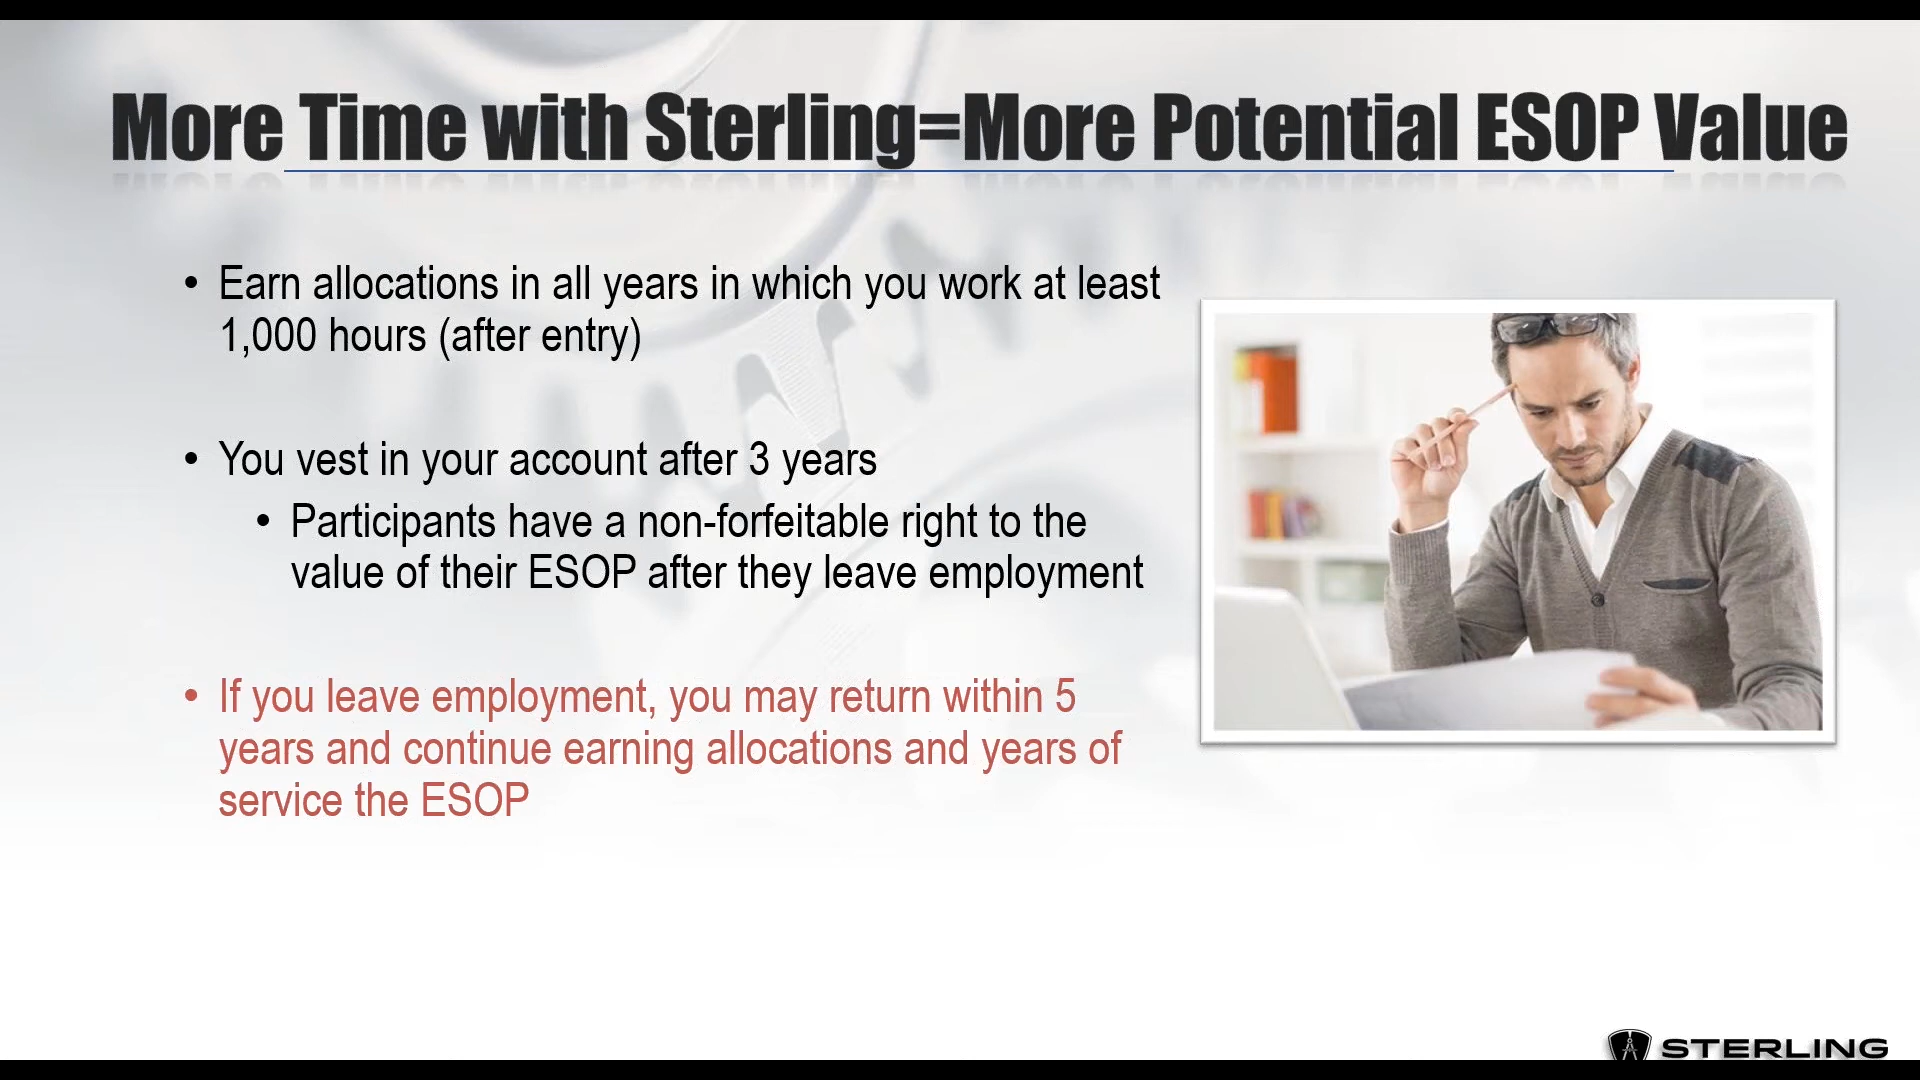 More Time with Sterling=More Potential ESOP Value
• Earn allocations in all years in which you work at least
1,000 hours (after entry)
• You vest in your account after 3 years
• Participants have a non-forfeitable right to the
value of their ESOP after they leave employment
• If you leave employment, you may return within 5
years and continue earning allocations and years of
service the ESOP
STERLING